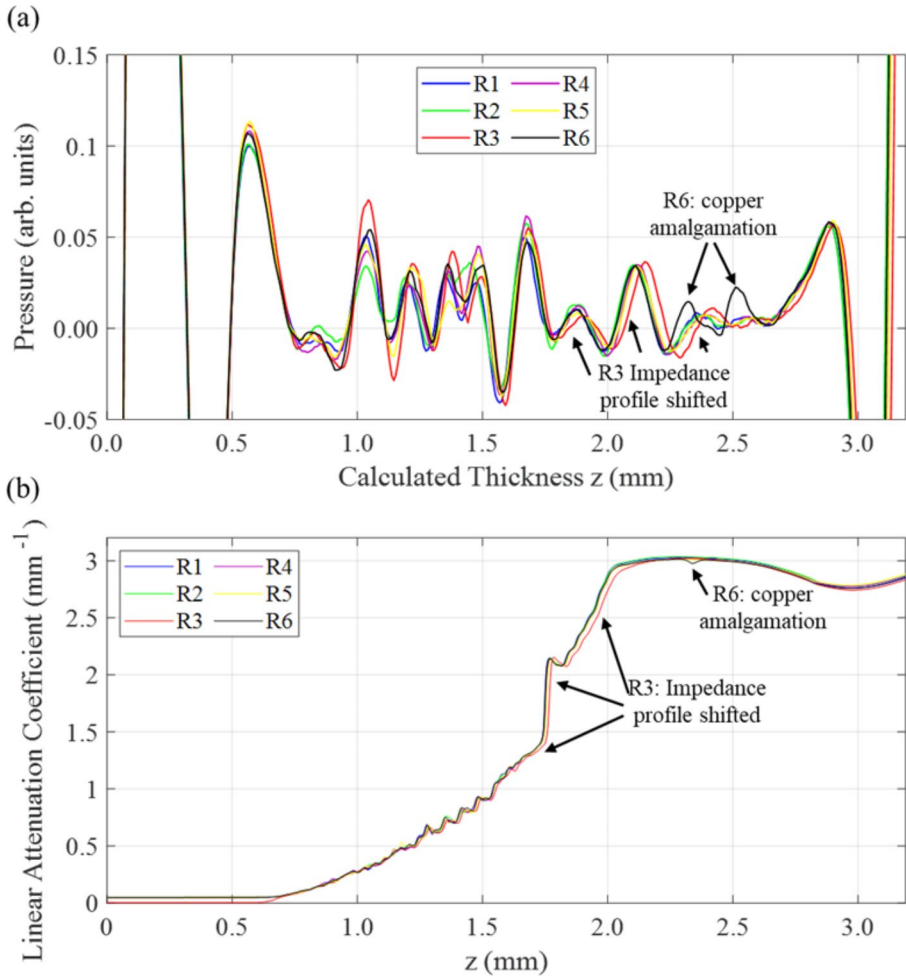 (a)
0.15
0.10
0.05
0.00
-0.05
Pressure (arb. units)
R1 R4
R2 R5
R3 R6
R6: copper
amalgamation
R3 Impedance
profile shifted
0.0 0.5 1.0 1.5 2.0 2.5 3.0
Calculated Thickness z (mm)
(b)
3
2.5
2
1.5
1
0.5
0
Linear Attenuation Coefficient (mm⁻¹)
R1 R4
R2 R5
R3 R6
R6: copper
amalgamation
R3: Impedance
profile shifted
0 0.5 1.0 1.5 2.0 2.5 3.0
z (mm)